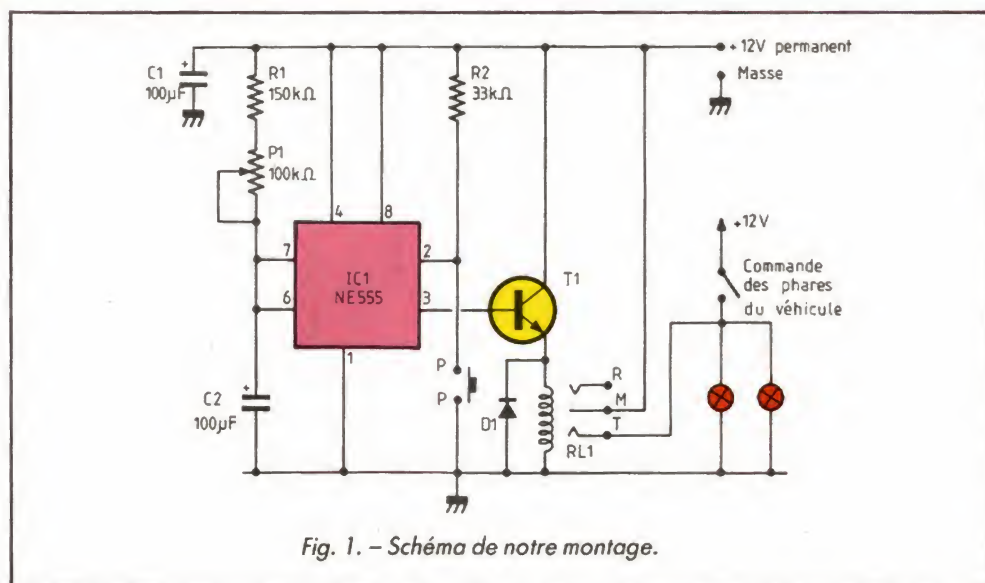 +12V permanent
Masse
C1
100µF
+
R1
150kΩ
P1
100kΩ
R2
33kΩ
4
8
7
2
IC1
NE555
6
3
1
T1
+12V
Commande
des phares
du véhicule
C2
100µF
+
P
P
D1
R
M
T
RL1
Fig. 1. – Schéma de notre montage.